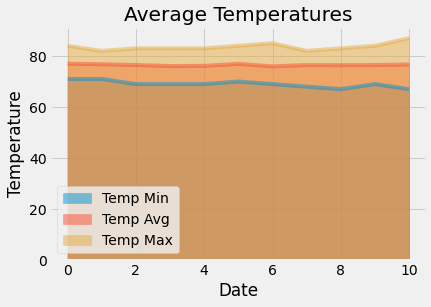 Average Temperatures
Temperature
80
60
40
20
0
Temp Min
Temp Avg
Temp Max
0 2 4 6 8 10
Date